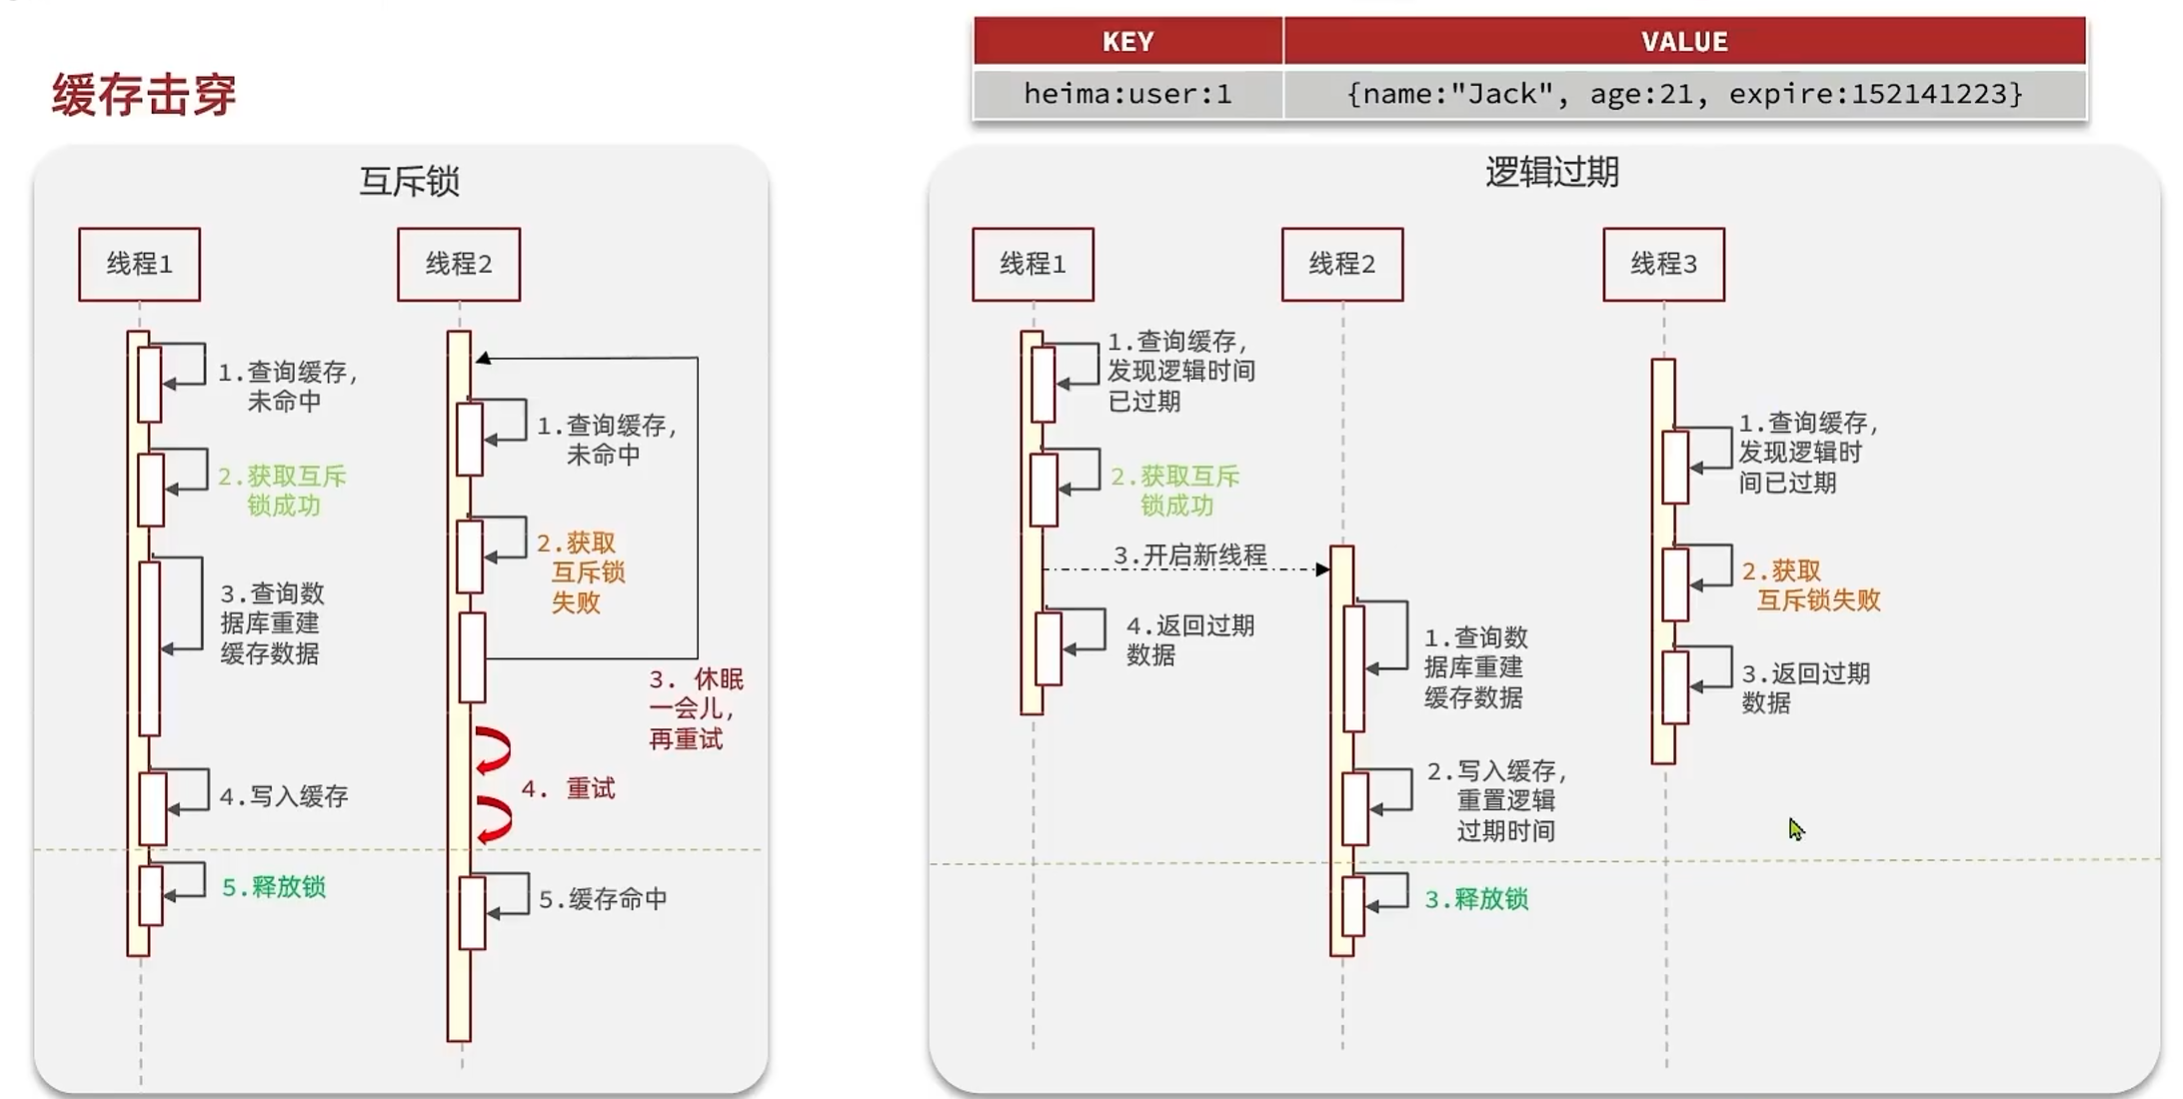 缓存击穿
KEY
VALUE
heima:user:1
{name:"Jack", age:21, expire:152141223}
互斥锁
线程1
线程2
1.查询缓存,
未命中
2.获取互斥
锁成功
3.查询数
据库重建
缓存数据
4.写入缓存
5.释放锁
1.查询缓存,
未命中
2.获取
互斥锁
失败
3. 休眠
一会儿,
再重试
4. 重试
5.缓存命中
逻辑过期
线程1
线程2
线程3
1.查询缓存,
发现逻辑时间
已过期
2.获取互斥
锁成功
3.开启新线程
4.返回过期
数据
1.查询数
据库重建
缓存数据
2.写入缓存,
重置逻辑
过期时间
3.释放锁
1.查询缓存,
发现逻辑时
间已过期
2.获取
互斥锁失败
3.返回过期
数据